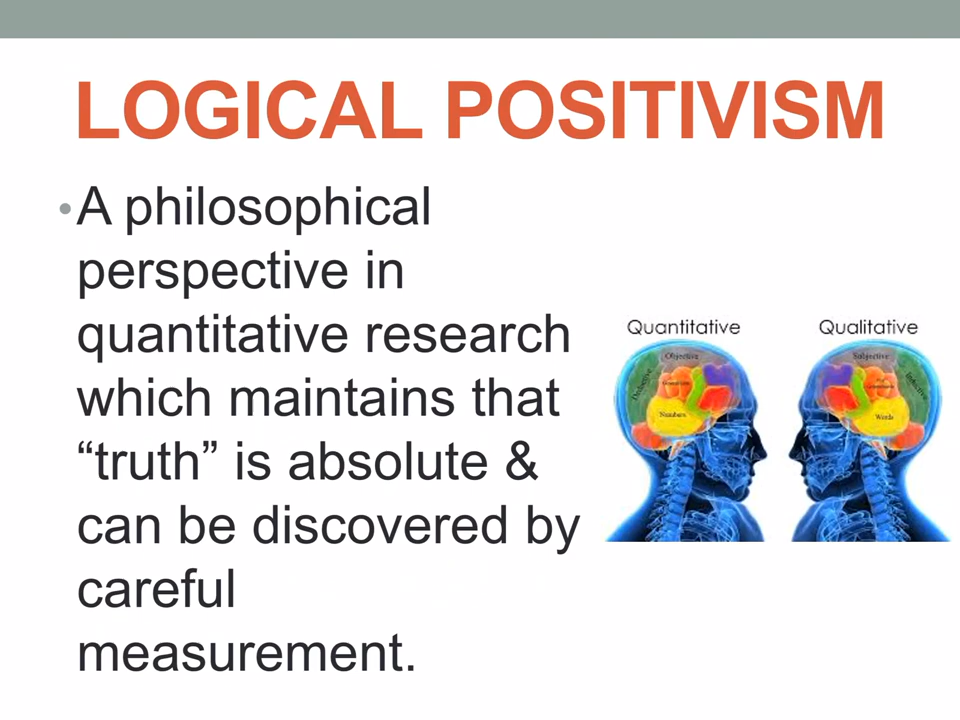 LOGICAL POSITIVISM
•A philosophical
perspective in
quantitative research
which maintains that
“truth” is absolute &
can be discovered by
careful
measurement.
Quantitative
Objective
Numbers
Qualitative
Subjective
Words